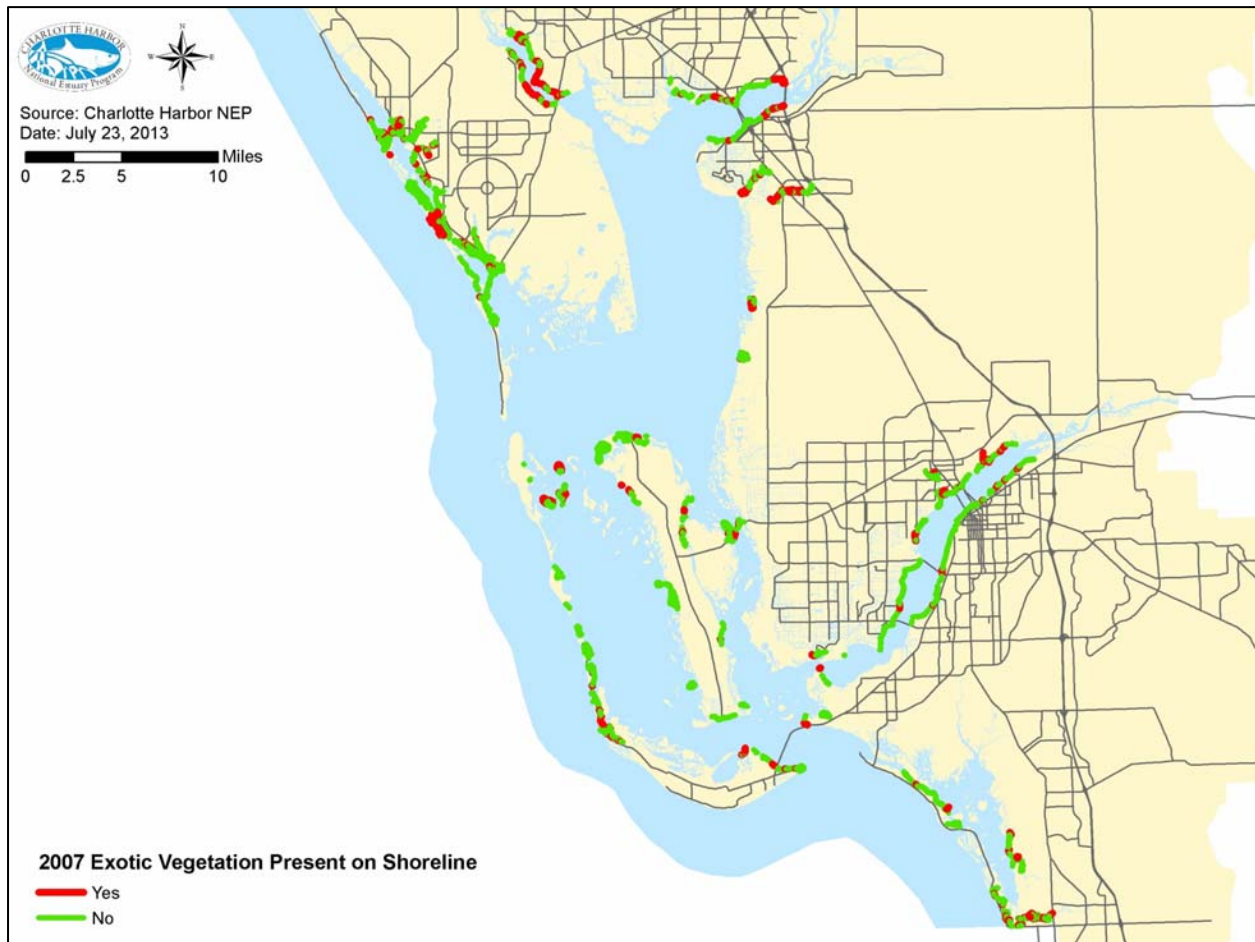 CHARLOTTE HARBOR
National Estuary Program
N
W E
S
Source: Charlotte Harbor NEP
Date: July 23, 2013
Miles
0 2.5 5 10
2007 Exotic Vegetation Present on Shoreline
Yes
No